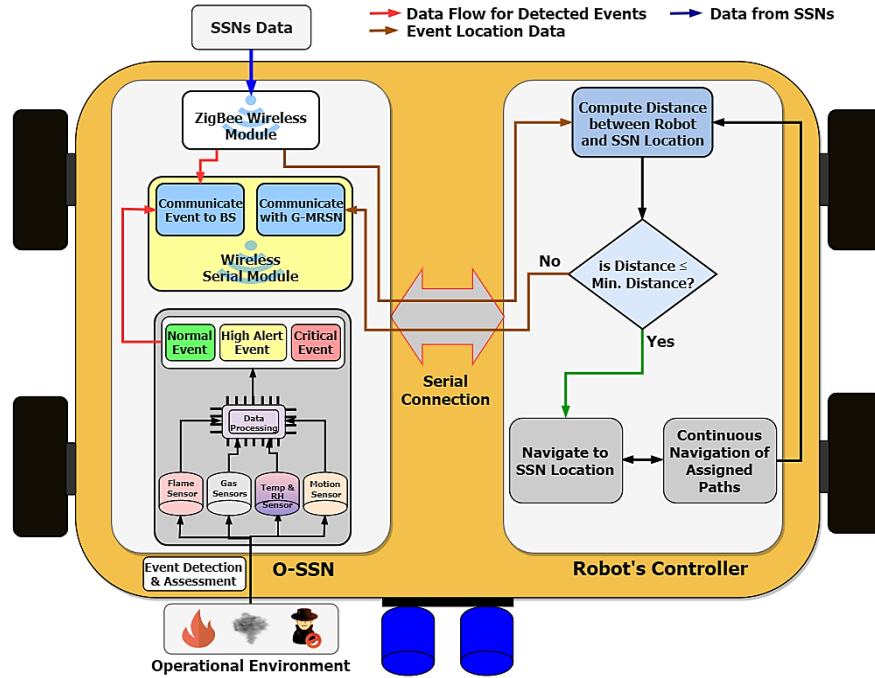 SSNs Data
Data Flow for Detected Events
Data from SSNs
Event Location Data
ZigBee Wireless
Module
Communicate
Event to BS
Communicate
with G-MRSN
Wireless
Serial Module
Normal
Event
High Alert
Event
Critical
Event
Data
Processing
Flame
Sensor
Gas
Sensors
Temp &
RH
Sensor
Motion
Sensor
Event Detection
& Assessment
O-SSN
Operational Environment
Serial
Connection
Compute Distance
between Robot
and SSN Location
is Distance ≤
Min. Distance?
No
Yes
Navigate to
SSN Location
Continuous
Navigation of
Assigned
Paths
Robot's Controller